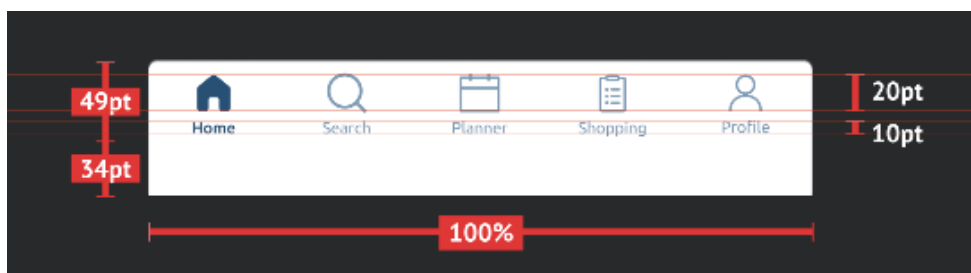 49pt
20pt
Home
Search
Planner
Shopping
Profile
10pt
34pt
100%